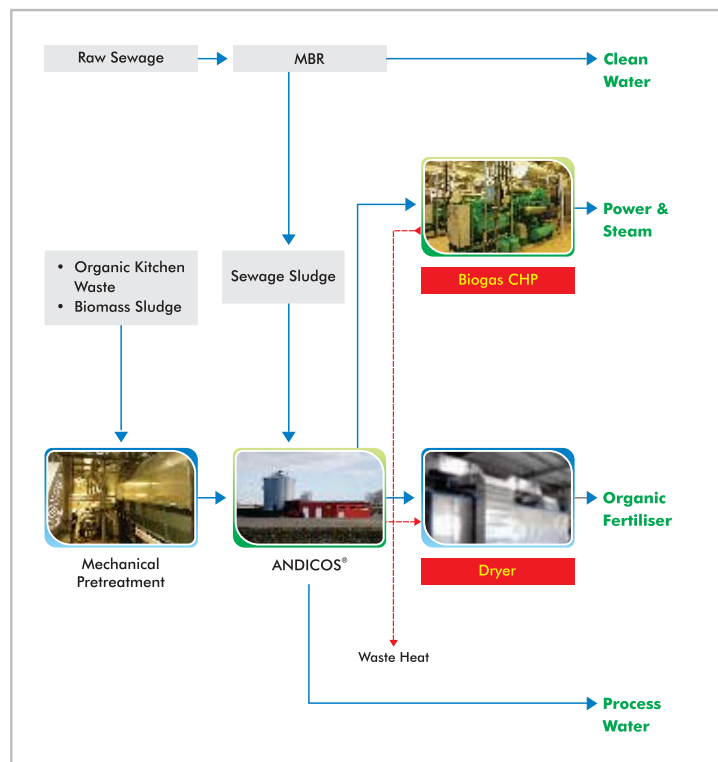 Raw Sewage
MBR
Clean
Water
Power &
Steam
• Organic Kitchen
Waste
• Biomass Sludge
Sewage Sludge
Biogas CHP
Organic
Fertiliser
Mechanical
Pretreatment
ANDICOS®
Dryer
Waste Heat
Process
Water